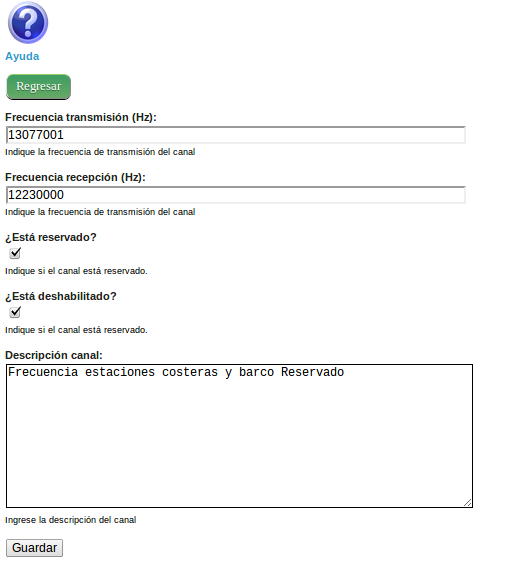 Ayuda
Regresar
Frecuencia transmisión (Hz):
13077001
Indique la frecuencia de transmisión del canal
Frecuencia recepción (Hz):
12230000
Indique la frecuencia de transmisión del canal
¿Está reservado?
Indique si el canal está reservado.
¿Está deshabilitado?
Indique si el canal está reservado.
Descripción canal:
Frecuencia estaciones costeras y barco Reservado
Ingrese la descripción del canal
Guardar